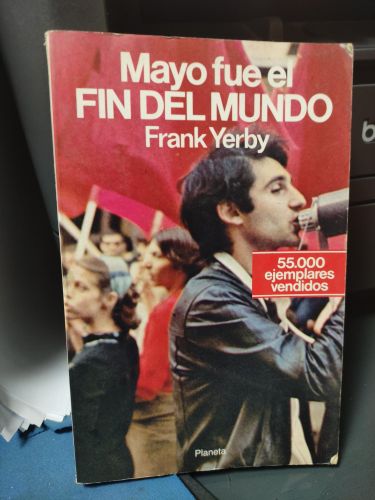 Mayo fue el
FIN DEL MUNDO
Frank Yerby
55.000
ejemplares
vendidos
Planeta